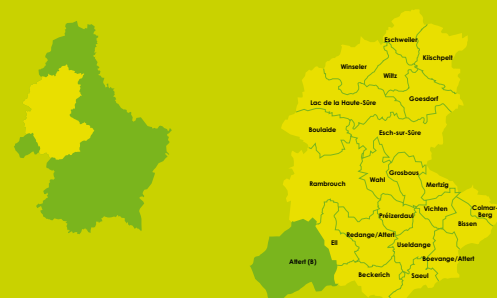 Eschweiler
Kiischpelt
Winseler
Wiltz
Goesdorf
Lac de la Haute-Sûre
Boulaide
Esch-sur-Sûre
Grosbous
Wahl
Rambrouch
Mertzig
Colmar-
Berg
Vichten
Préizerdaul
Bissen
Redange/Attert
Ell
Useldange
Attert (B)
Boevange/Attert
Beckerich
Saeul